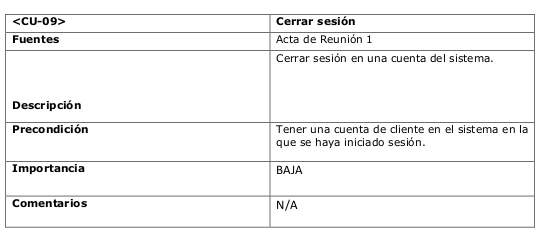 <CU-09> Cerrar sesión
Fuentes Acta de Reunión 1
Cerrar sesión en una cuenta del sistema.
Descripción
Precondición Tener una cuenta de cliente en el sistema en la
que se haya iniciado sesión.
Importancia BAJA
Comentarios N/A